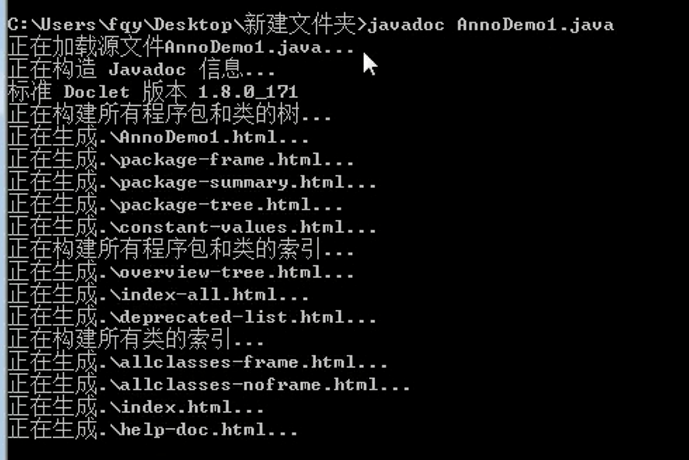 C:\Users\fqy\Desktop\新建文件夹>javadoc AnnoDemo1.java
正在加载源文件AnnoDemo1.java...
正在构造 Javadoc 信息...
标准 Doclet 版本 1.8.0_171
正在构建所有程序包和类的树...
正在生成.\AnnoDemo1.html...
正在生成.\package-frame.html...
正在生成.\package-summary.html...
正在生成.\package-tree.html...
正在生成.\constant-values.html...
正在构建所有程序包和类的索引...
正在生成.\overview-tree.html...
正在生成.\index-all.html...
正在生成.\deprecated-list.html...
正在构建所有类的索引...
正在生成.\allclasses-frame.html...
正在生成.\allclasses-noframe.html...
正在生成.\index.html...
正在生成.\help-doc.html...